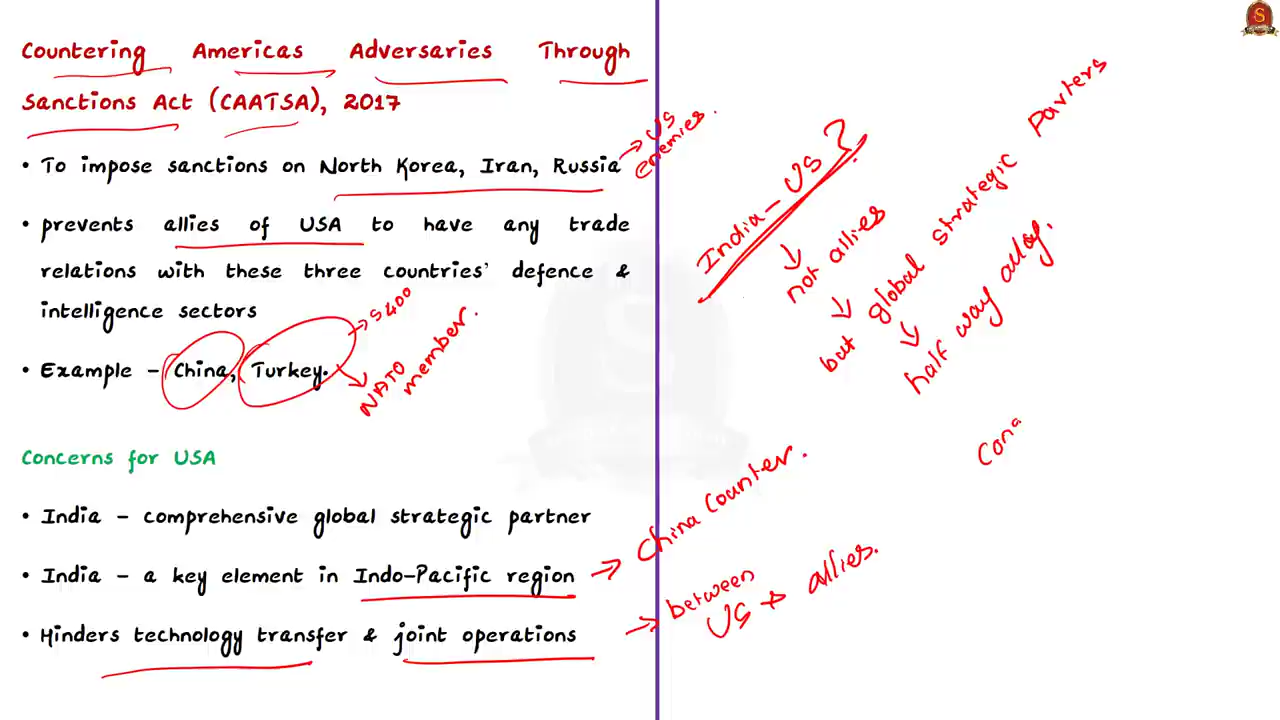 Countering Americas Adversaries Through
Sanctions Act (CAATSA), 2017
• To impose sanctions on North Korea, Iran, Russia
→ US
enemies.
• prevents allies of USA to have any trade
relations with these three countries' defence &
intelligence sectors
• Example - China, Turkey.
→ S400
NATO
member.
Concerns for USA
• India - comprehensive global strategic partner
• India - a key element in Indo-Pacific region
→ China Counter.
• Hinders technology transfer & joint operations
→ between
US + allies.
India - US ?
↓ not allies
↓ but global strategic Parters
↓ half way allay.
Con